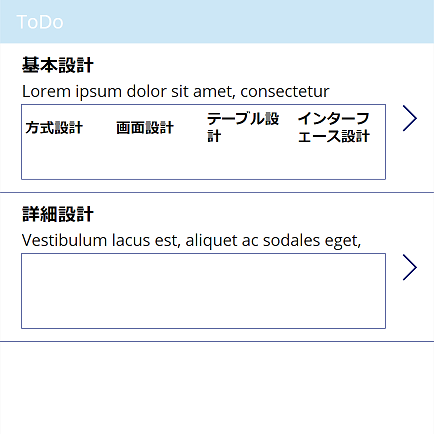 ToDo
基本設計
Lorem ipsum dolor sit amet, consectetur
方式設計 画面設計 テーブル設計 インターフェース設計
詳細設計
Vestibulum lacus est, aliquet ac sodales eget,